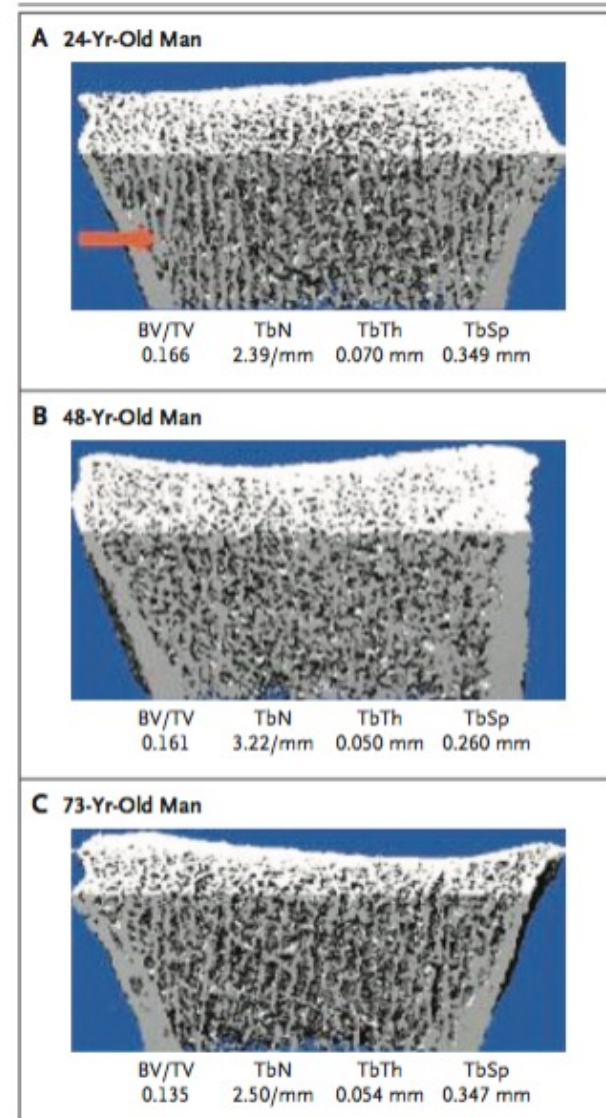 A 24-Yr-Old Man
BV/TV TbN TbTh TbSp
0.166 2.39/mm 0.070 mm 0.349 mm
B 48-Yr-Old Man
BV/TV TbN TbTh TbSp
0.161 3.22/mm 0.050 mm 0.260 mm
C 73-Yr-Old Man
BV/TV TbN TbTh TbSp
0.135 2.50/mm 0.054 mm 0.347 mm